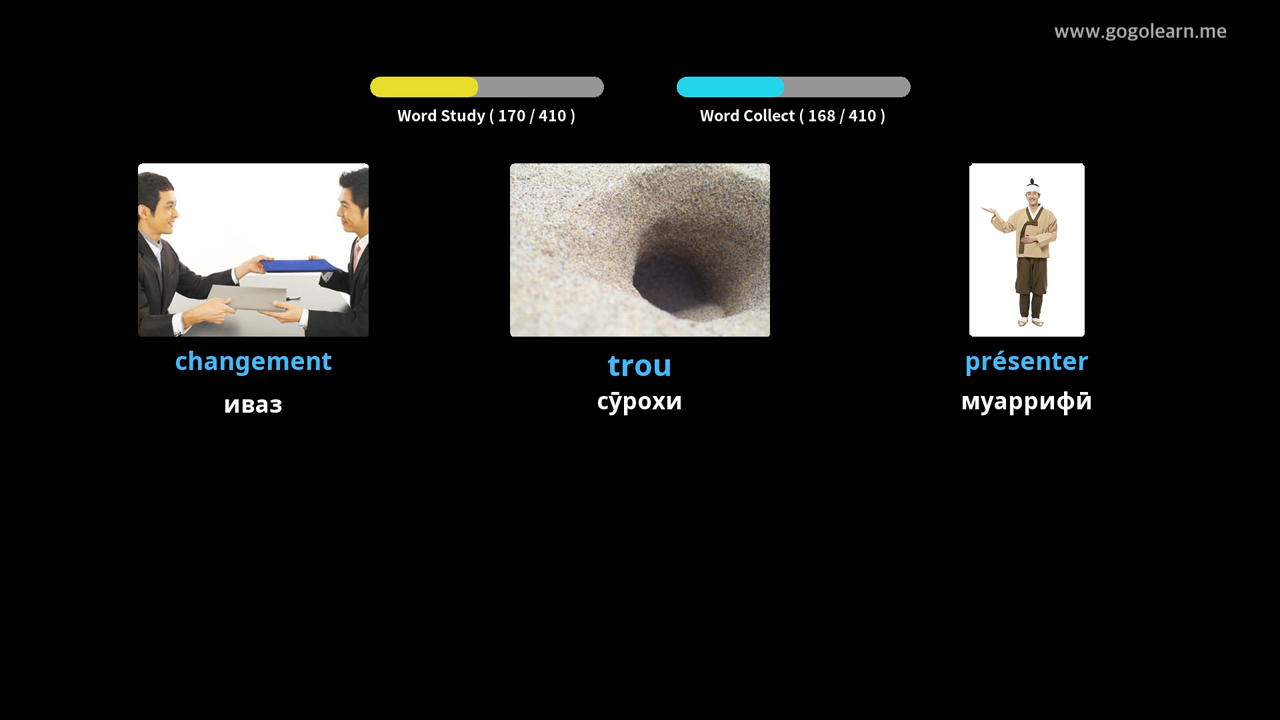 www.gogolearn.me
Word Study ( 170 / 410 )
Word Collect ( 168 / 410 )
changement
иваз
trou
сӯрохи
présenter
муаррифӣ